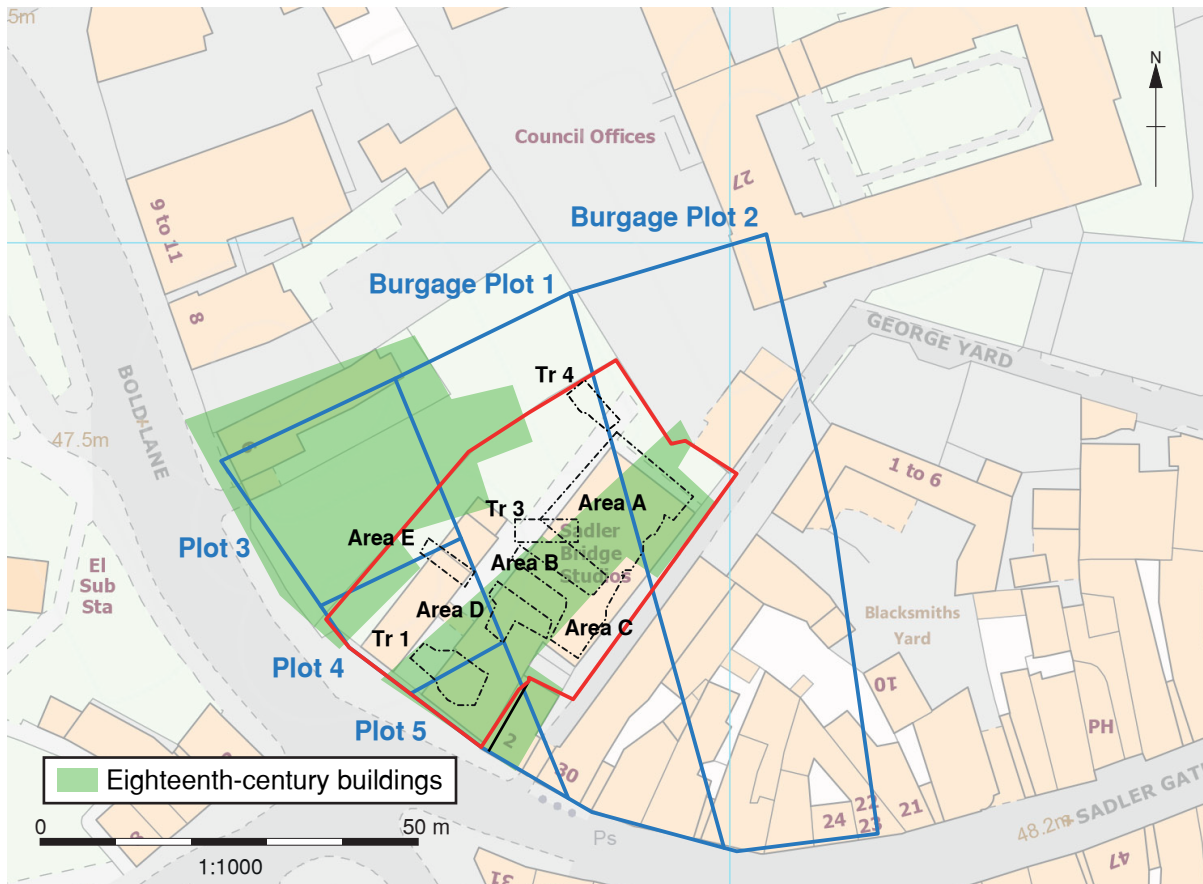 5m
N
Council Offices
27
9 to 11
Burgage Plot 2
Burgage Plot 1
8
GEORGE YARD
BOLD LANE
Tr 4
47.5m
6
1 to 6
Area A
Tr 3
Sadler
Bridge
Studios
Area E
Plot 3
Area B
El
Sub
Sta
Area D
Area C
Blacksmiths
Yard
Tr 1
Plot 4
10
Plot 5
2
PH
30
Eighteenth-century buildings
22
21
24
23
48.2m
SADLER GATE
0
50 m
Ps
1:1000
47
31